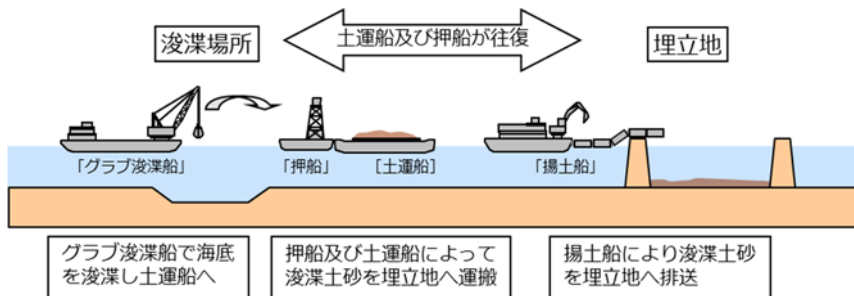 浚渫場所
土運船及び押船が往復
埋立地
「グラブ浚渫船」
「押船」
[土運船]
「揚土船」
グラブ浚渫船で海底
を浚渫し土運船へ
押船及び土運船によって
浚渫土砂を埋立地へ運搬
揚土船により浚渫土砂
を埋立地へ排送